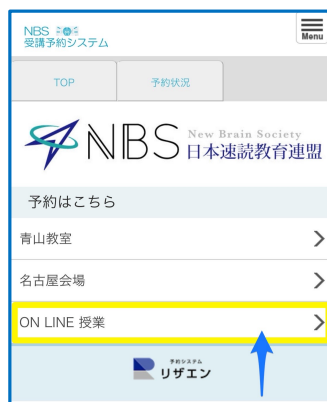 NBS
受講予約システム
Menu
TOP
予約状況
NBS New Brain Society
日本速読教育連盟
予約はこちら
青山教室
名古屋会場
ON LINE 授業
予約システム
リザエン